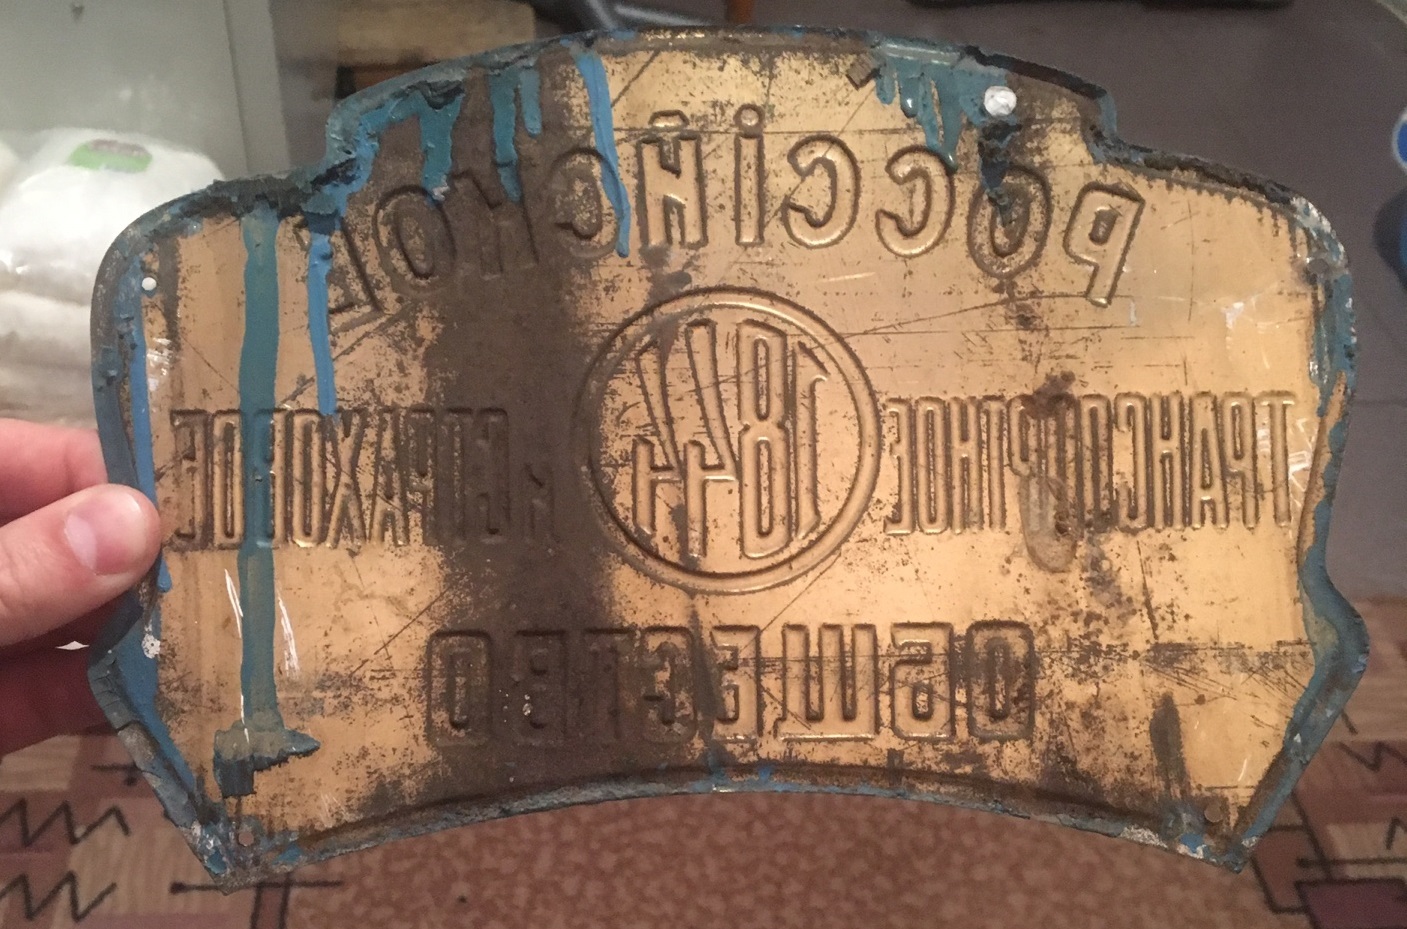 РОССІЙСКОЕ
ТРАНСПОРТНОЕ
1844
И СТРАХОВОЕ
ОБЩЕСТВО